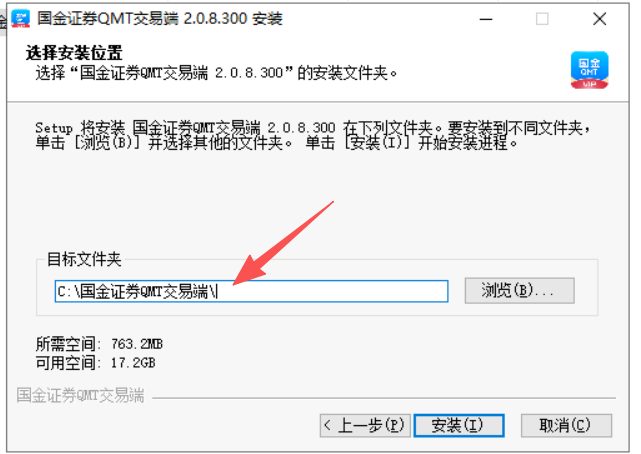 国金证券QMT交易端 2.0.8.300 安装
选择安装位置
选择“国金证券QMT交易端 2.0.8.300”的安装文件夹。
国金
QMT
VIP
Setup 将安装 国金证券QMT交易端 2.0.8.300 在下列文件夹。要安装到不同文件夹，
单击 [浏览(B)] 并选择其他的文件夹。 单击 [安装(I)] 开始安装进程。
目标文件夹
C:\国金证券QMT交易端\
浏览(B)...
所需空间: 763.2MB
可用空间: 17.2GB
国金证券QMT交易端
< 上一步(P)
安装(I)
取消(C)